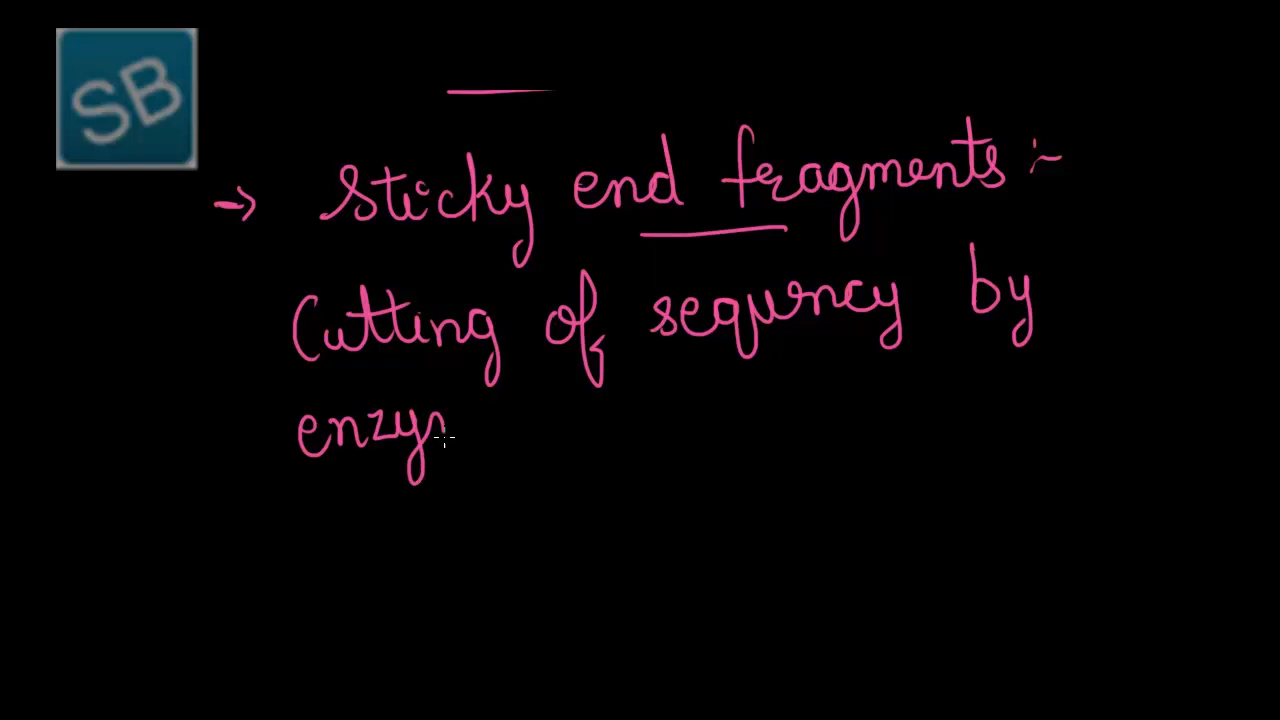 SB
→ Sticky end fragments :-
Cutting of sequency by
enzy